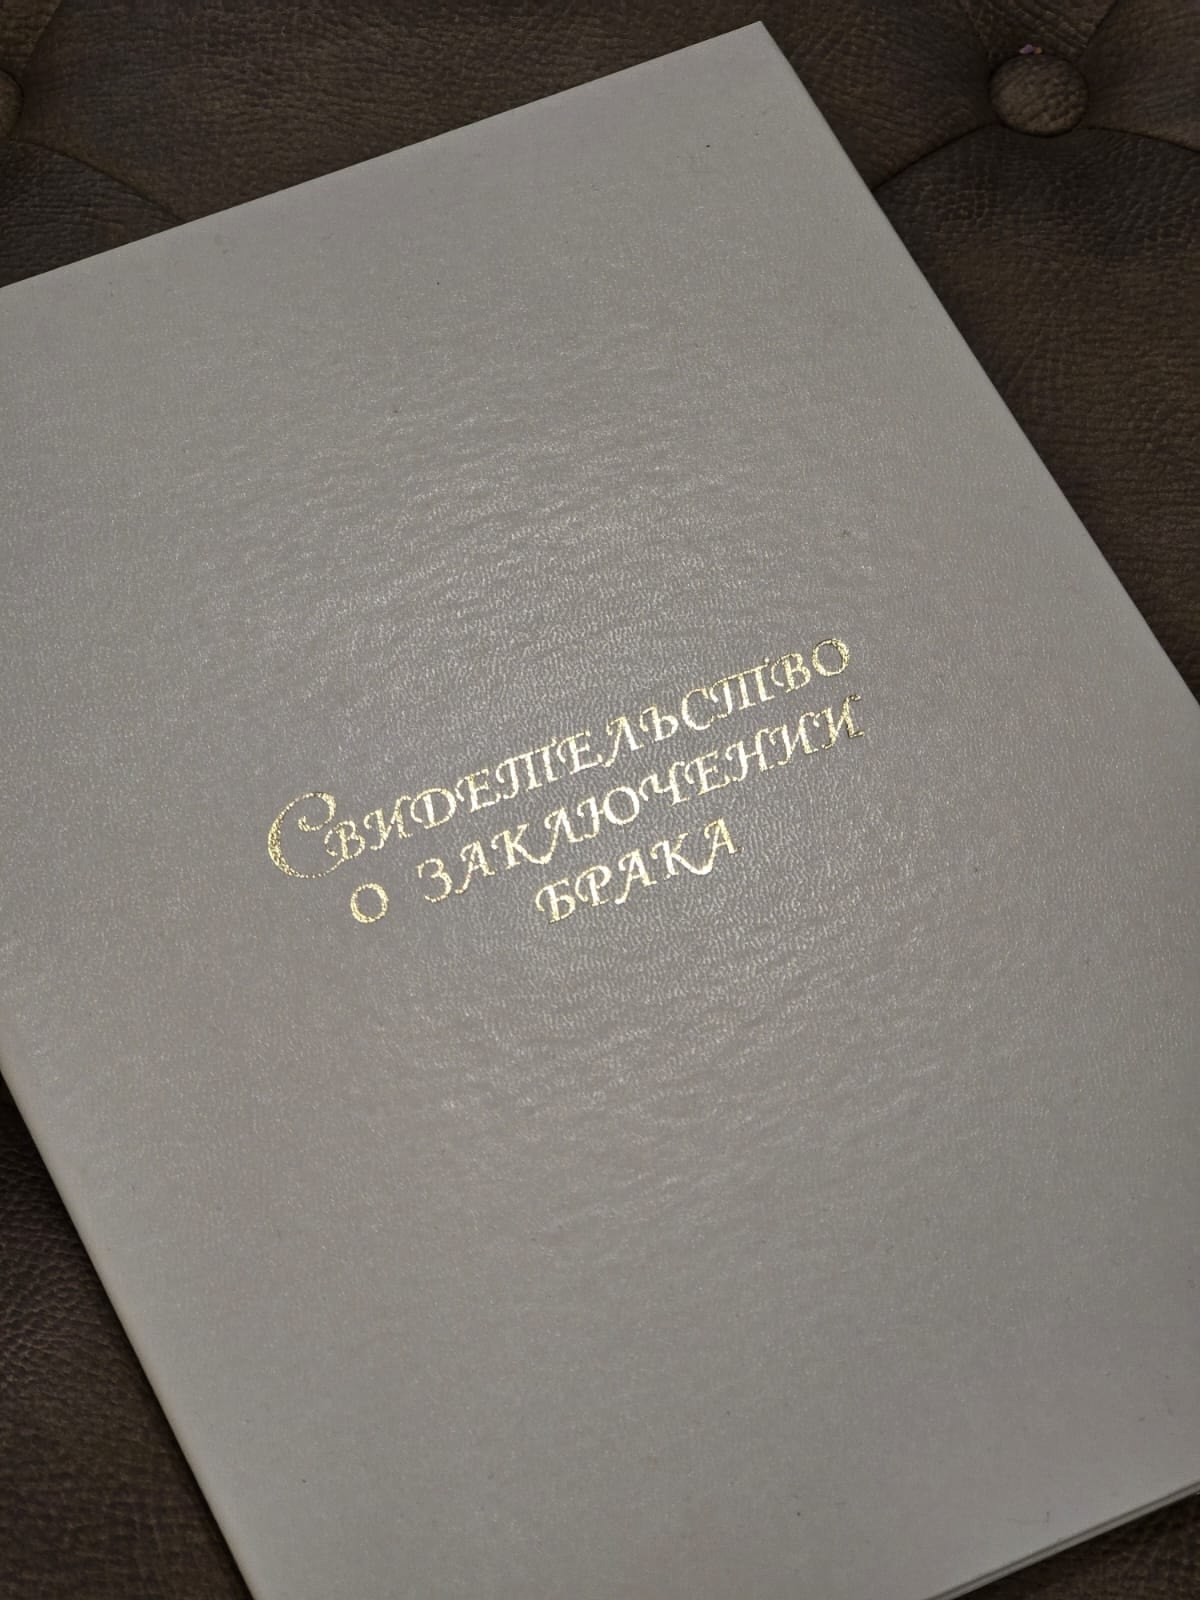 Свидетельство
о заключении
брака